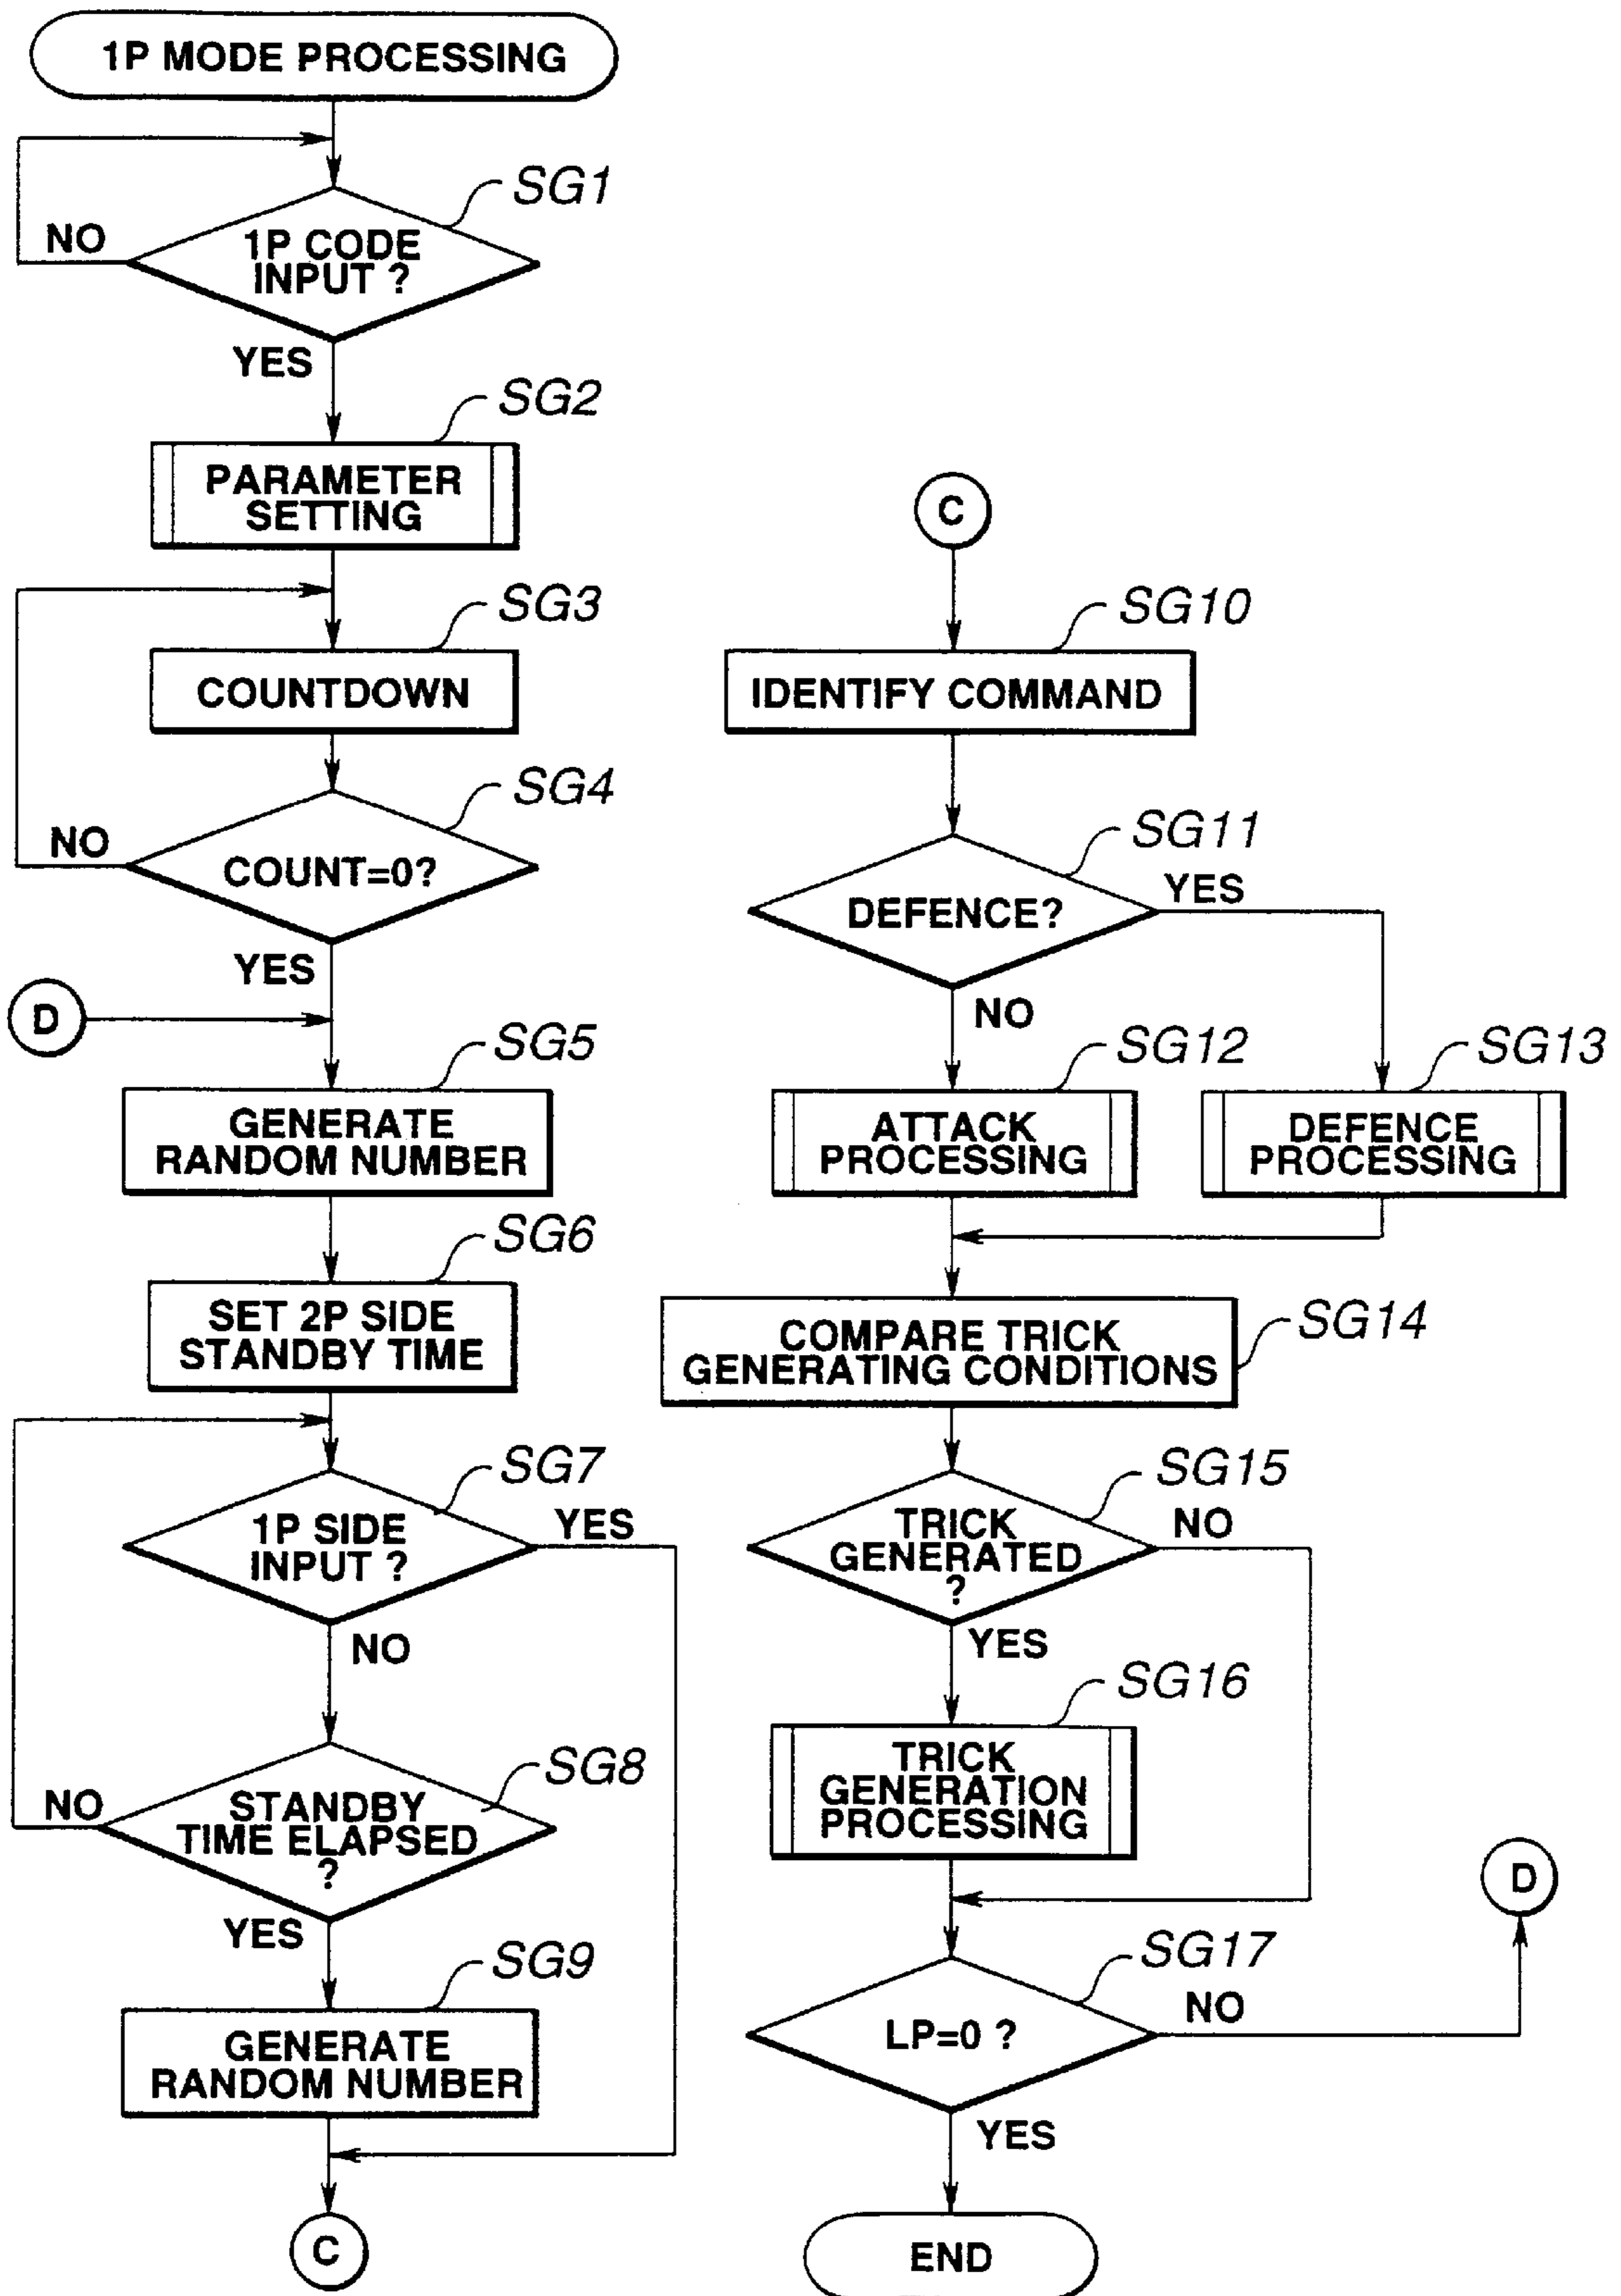 1P MODE PROCESSING
SG1
NO
1P CODE
INPUT ?
YES
SG2
PARAMETER
SETTING
SG3
COUNTDOWN
SG4
NO
COUNT=0?
YES
D
SG5
GENERATE
RANDOM NUMBER
SG6
SET 2P SIDE
STANDBY TIME
SG7
1P SIDE
INPUT ?
YES
NO
SG8
NO
STANDBY
TIME ELAPSED
?
YES
SG9
GENERATE
RANDOM NUMBER
C
C
SG10
IDENTIFY COMMAND
SG11
YES
DEFENCE?
NO
SG12
ATTACK
PROCESSING
SG13
DEFENCE
PROCESSING
SG14
COMPARE TRICK
GENERATING CONDITIONS
SG15
NO
TRICK
GENERATED
?
YES
SG16
TRICK
GENERATION
PROCESSING
D
SG17
NO
LP=0 ?
YES
END